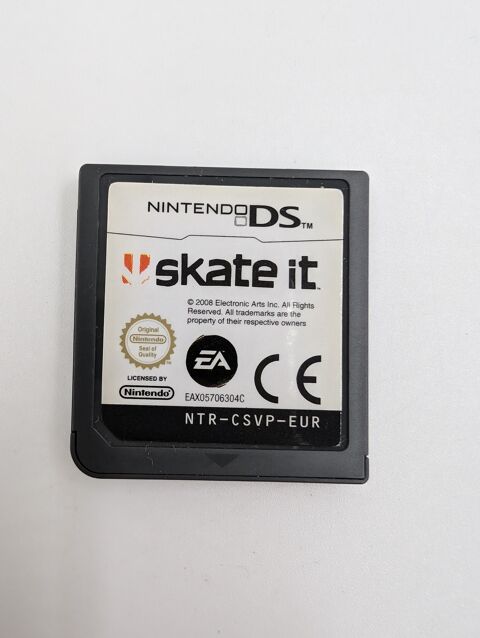 NINTENDO DS™
skate it™
© 2008 Electronic Arts Inc. All Rights
Reserved. All trademarks are the
property of their respective owners
Original
Nintendo
Seal of
Quality
EA
CE
LICENSED BY
Nintendo
EAX05706304C
NTR-CSVP-EUR